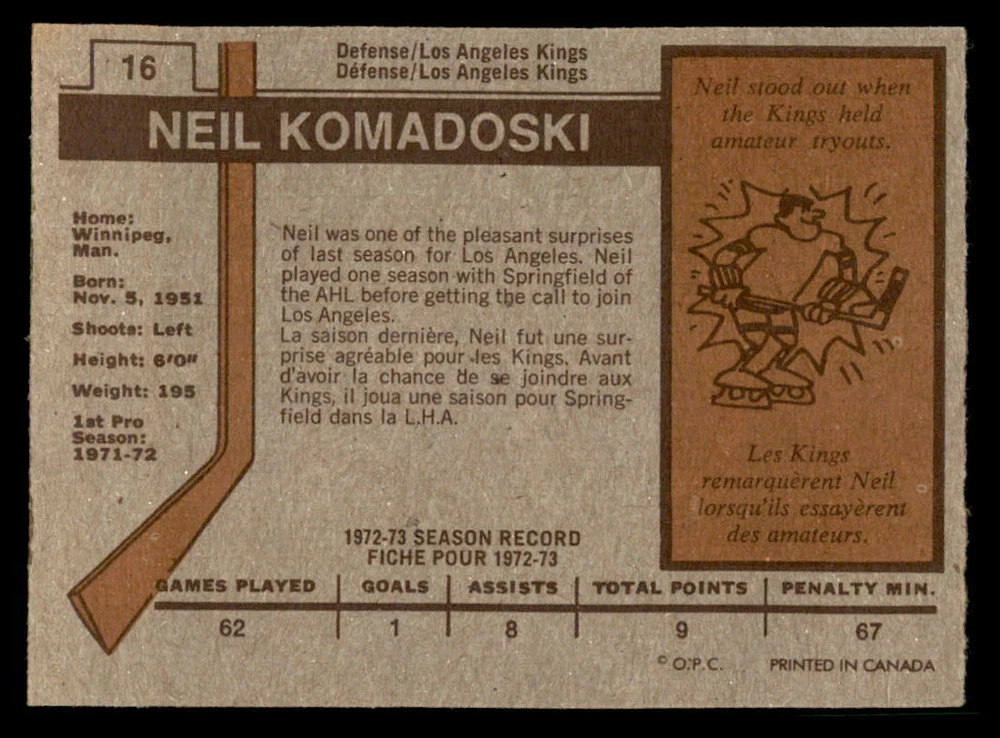 16
Defense/Los Angeles Kings
Défense/Los Angeles Kings
NEIL KOMADOSKI
Home:
Winnipeg,
Man.
Born:
Nov. 5, 1951
Shoots: Left
Height: 6'0"
Weight: 195
1st Pro
Season:
1971-72
Neil was one of the pleasant surprises
of last season for Los Angeles. Neil
played one season with Springfield of
the AHL before getting the call to join
Los Angeles.
La saison dernière, Neil fut une sur-
prise agréable pour les Kings. Avant
d'avoir la chance de se joindre aux
Kings, il joua une saison pour Spring-
field dans la L.H.A.
Neil stood out when
the Kings held
amateur tryouts.
Les Kings
remarquèrent Neil
lorsqu'ils essayèrent
des amateurs.
1972-73 SEASON RECORD
FICHE POUR 1972-73
GAMES PLAYED GOALS ASSISTS TOTAL POINTS PENALTY MIN.
62 1 8 9 67
© O.P.C. PRINTED IN CANADA